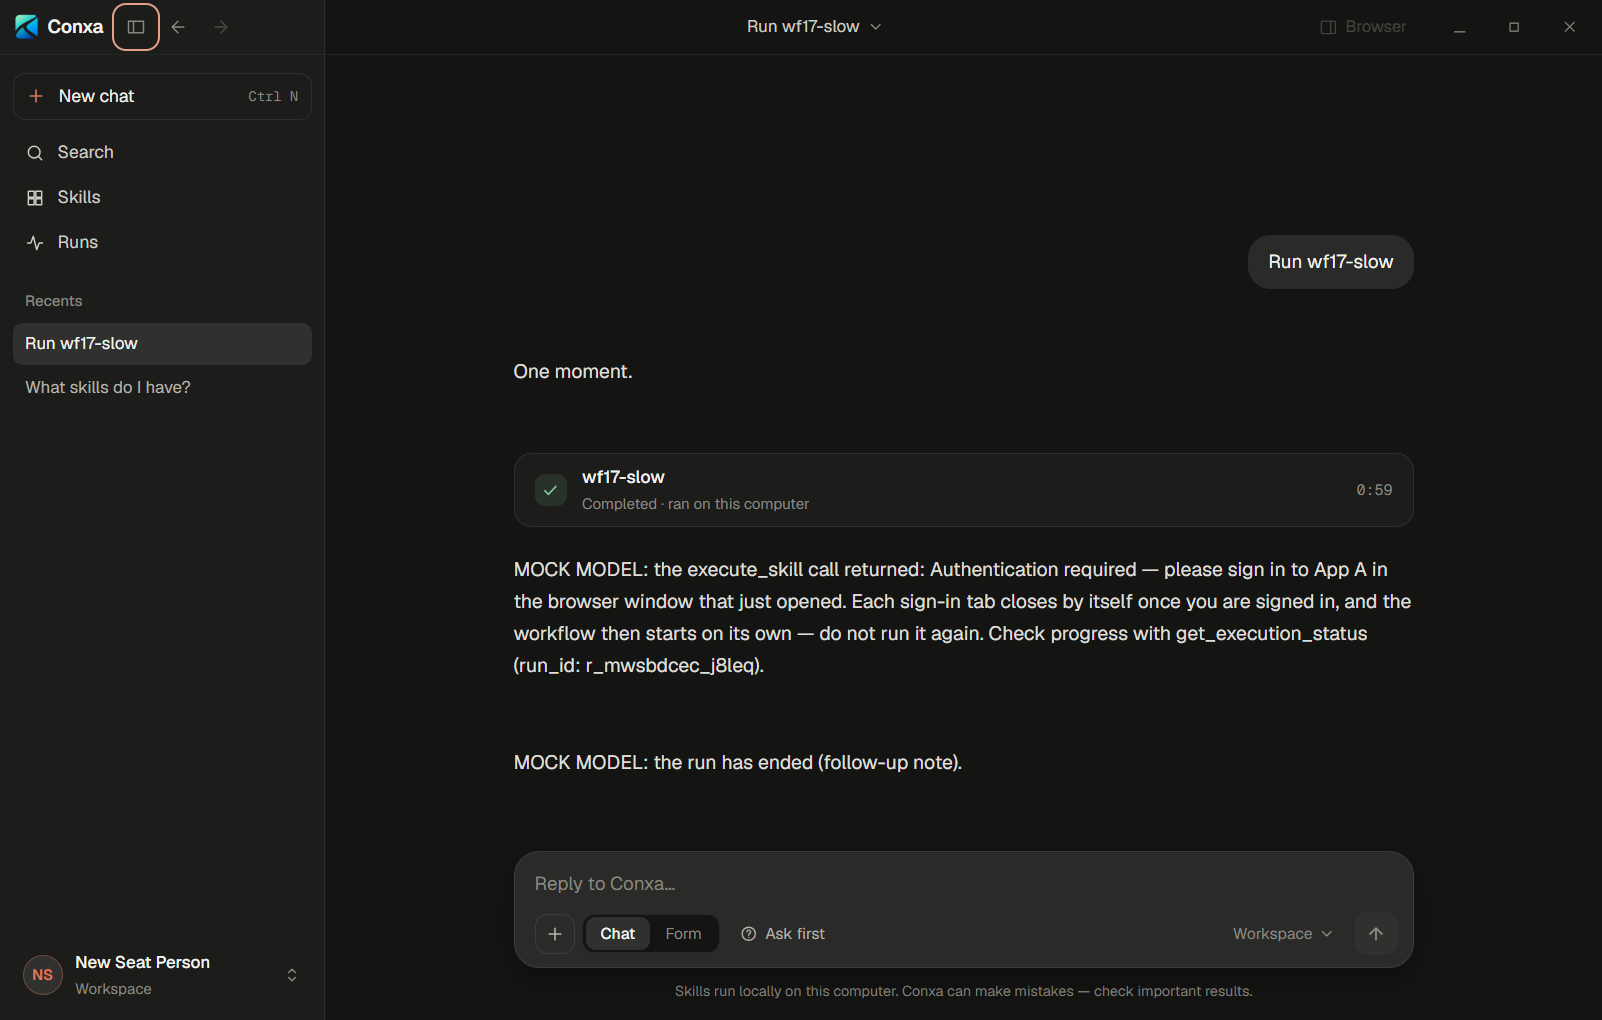 Conxa
Run wf17-slow
Browser
New chat
Ctrl N
Search
Skills
Runs
Recents
Run wf17-slow
What skills do I have?
Run wf17-slow
One moment.
wf17-slow
Completed · ran on this computer
0:59
MOCK MODEL: the execute_skill call returned: Authentication required — please sign in to App A in
the browser window that just opened. Each sign-in tab closes by itself once you are signed in, and the
workflow then starts on its own — do not run it again. Check progress with get_execution_status
(run_id: r_mwsbdcec_j8leq).
MOCK MODEL: the run has ended (follow-up note).
Reply to Conxa...
Chat
Form
Ask first
Workspace
NS
New Seat Person
Workspace
Skills run locally on this computer. Conxa can make mistakes — check important results.